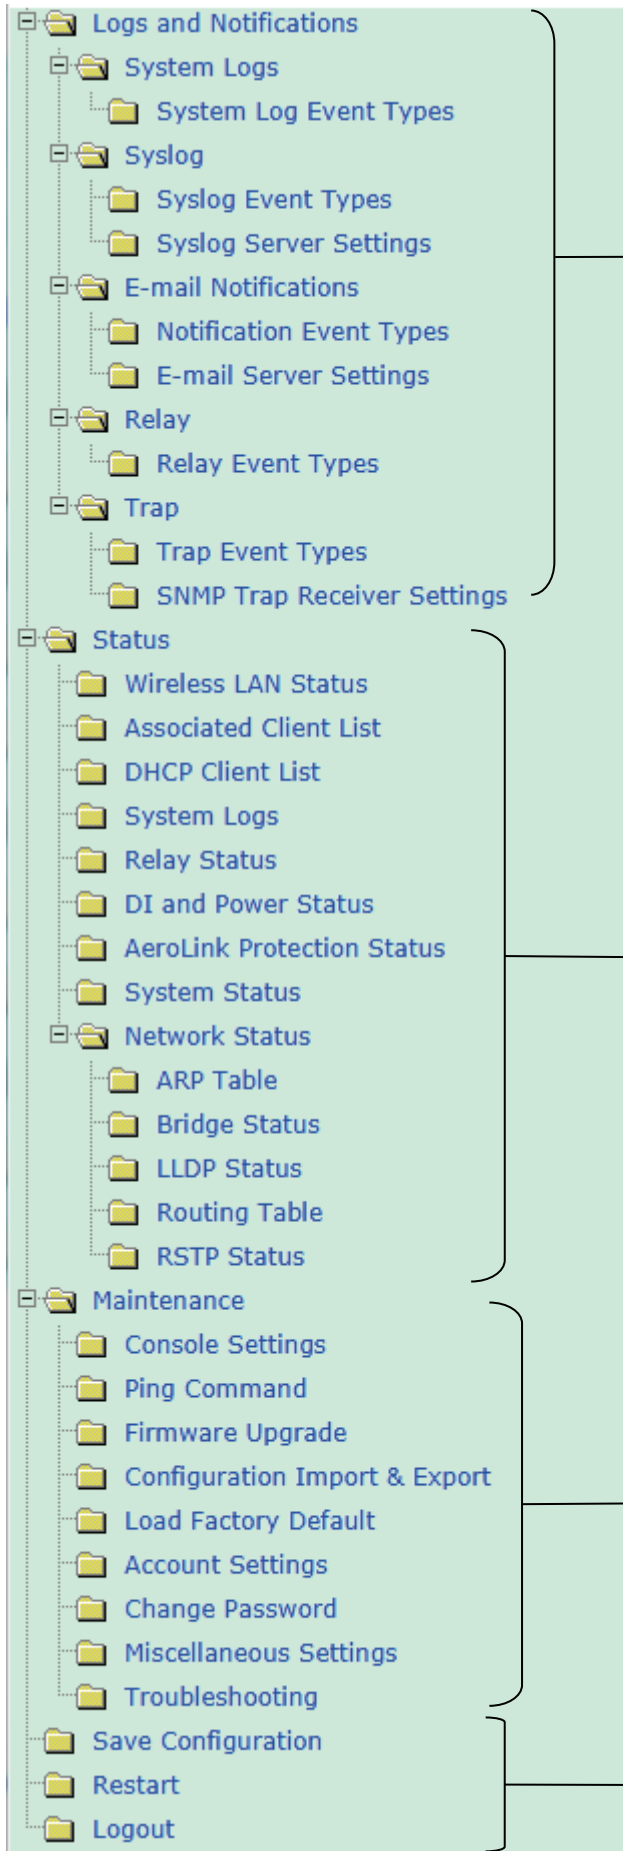 Logs and Notifications
System Logs
System Log Event Types
Syslog
Syslog Event Types
Syslog Server Settings
E-mail Notifications
Notification Event Types
E-mail Server Settings
Relay
Relay Event Types
Trap
Trap Event Types
SNMP Trap Receiver Settings
Status
Wireless LAN Status
Associated Client List
DHCP Client List
System Logs
Relay Status
DI and Power Status
AeroLink Protection Status
System Status
Network Status
ARP Table
Bridge Status
LLDP Status
Routing Table
RSTP Status
Maintenance
Console Settings
Ping Command
Firmware Upgrade
Configuration Import & Export
Load Factory Default
Account Settings
Change Password
Miscellaneous Settings
Troubleshooting
Save Configuration
Restart
Logout